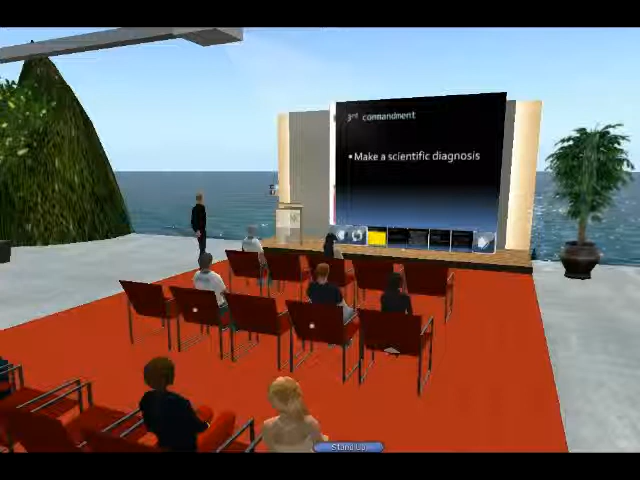 3rd commandment
• Make a scientific diagnosis
Stand Up